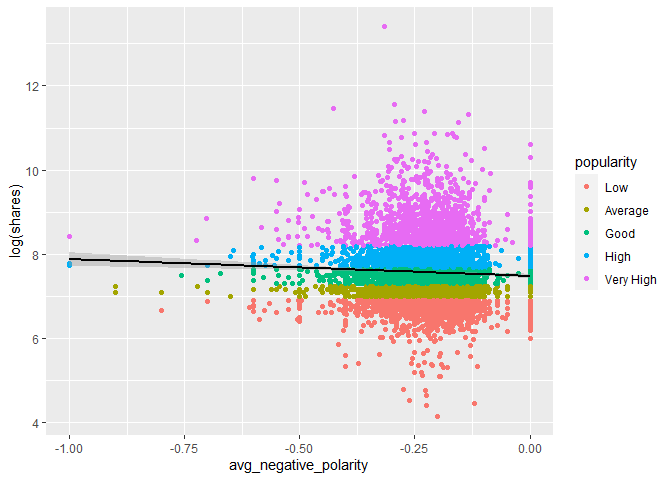 log(shares)
12
10
8
6
4
-1.00
-0.75
-0.50
-0.25
0.00
avg_negative_polarity
popularity
Low
Average
Good
High
Very High